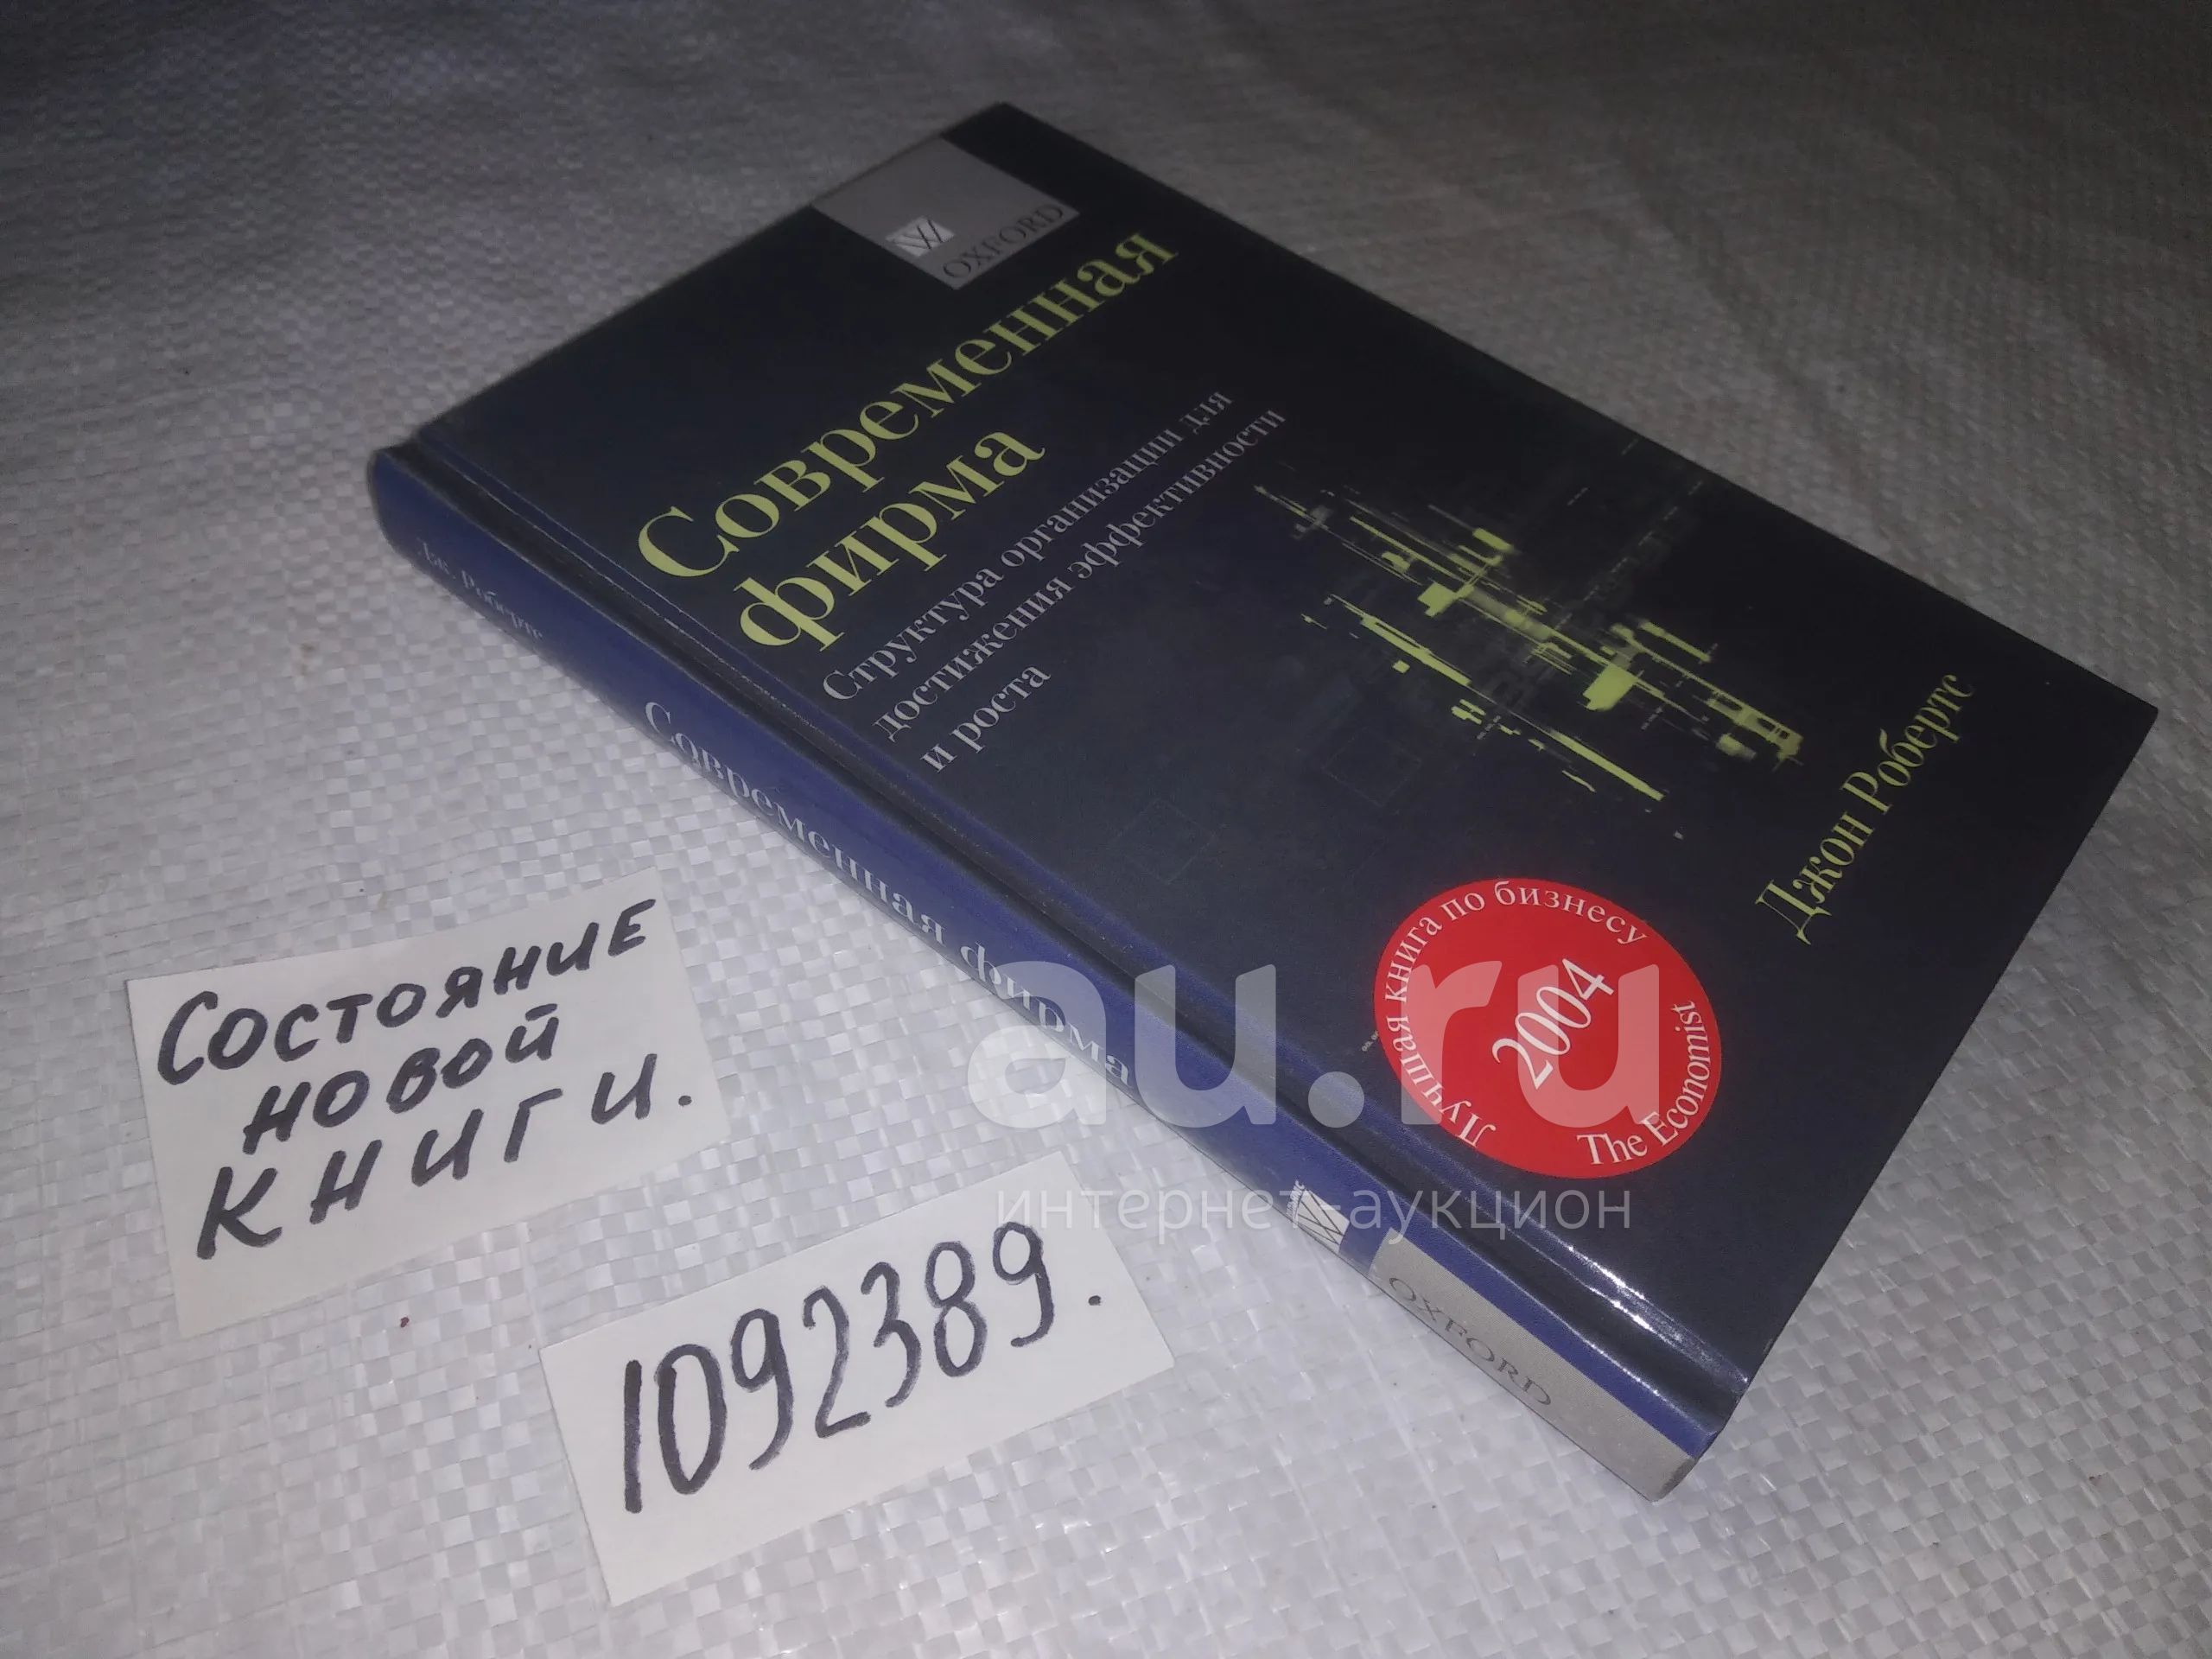 OXFORD
Современная
фирма
Структура организации для
достижения эффективности
и роста
Джон Робертс
Лучшая книга по бизнесу
2004
The Economist
Дж. Робертс
Современная фирма
OXFORD
Состояние
новой
книги.
1092389.
au.ru
интернет-аукцион